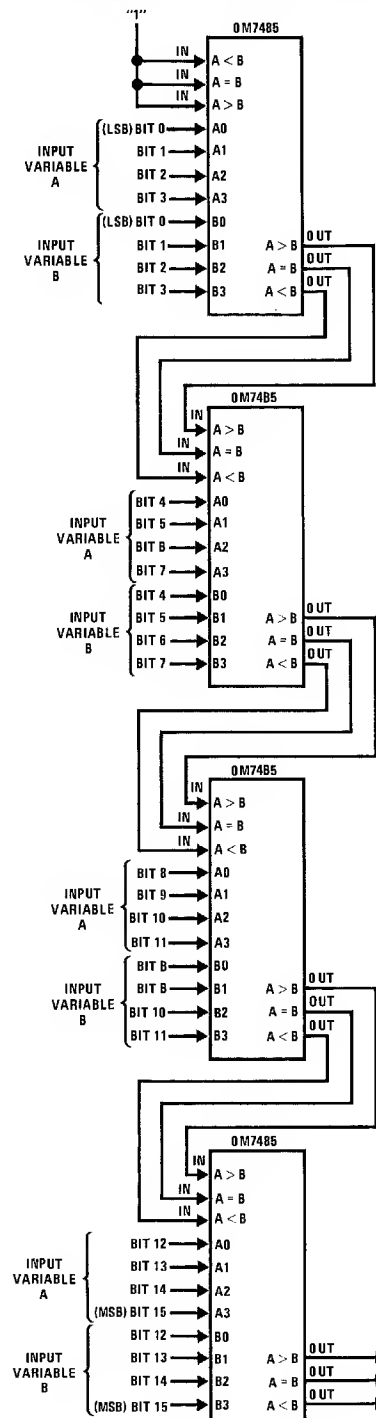 "1"
OM7485
IN A < B
IN A = B
IN A > B
INPUT VARIABLE A
(LSB) BIT 0 A0
BIT 1 A1
BIT 2 A2
BIT 3 A3
INPUT VARIABLE B
(LSB) BIT 0 B0
BIT 1 B1 A > B OUT
BIT 2 B2 A = B OUT
BIT 3 B3 A < B OUT
OM74B5
IN A > B
IN A = B
IN A < B
INPUT VARIABLE A
BIT 4 A0
BIT 5 A1
BIT B A2
BIT 7 A3
INPUT VARIABLE B
BIT 4 B0
BIT 5 B1 A > B OUT
BIT 6 B2 A = B OUT
BIT 7 B3 A < B OUT
OM74B5
IN A > B
IN A = B
IN A < B
INPUT VARIABLE A
BIT 8 A0
BIT 9 A1
BIT 10 A2
BIT 11 A3
INPUT VARIABLE B
BIT B B0
BIT B B1 A > B OUT
BIT 10 B2 A = B OUT
BIT 11 B3 A < B OUT
OM7485
IN A > B
IN A = B
IN A < B
INPUT VARIABLE A
BIT 12 A0
BIT 13 A1
BIT 14 A2
(MSB) BIT 15 A3
INPUT VARIABLE B
BIT 12 B0
BIT 13 B1 A > B OUT
BIT 14 B2 A = B OUT
(MSB) BIT 15 B3 A < B OUT